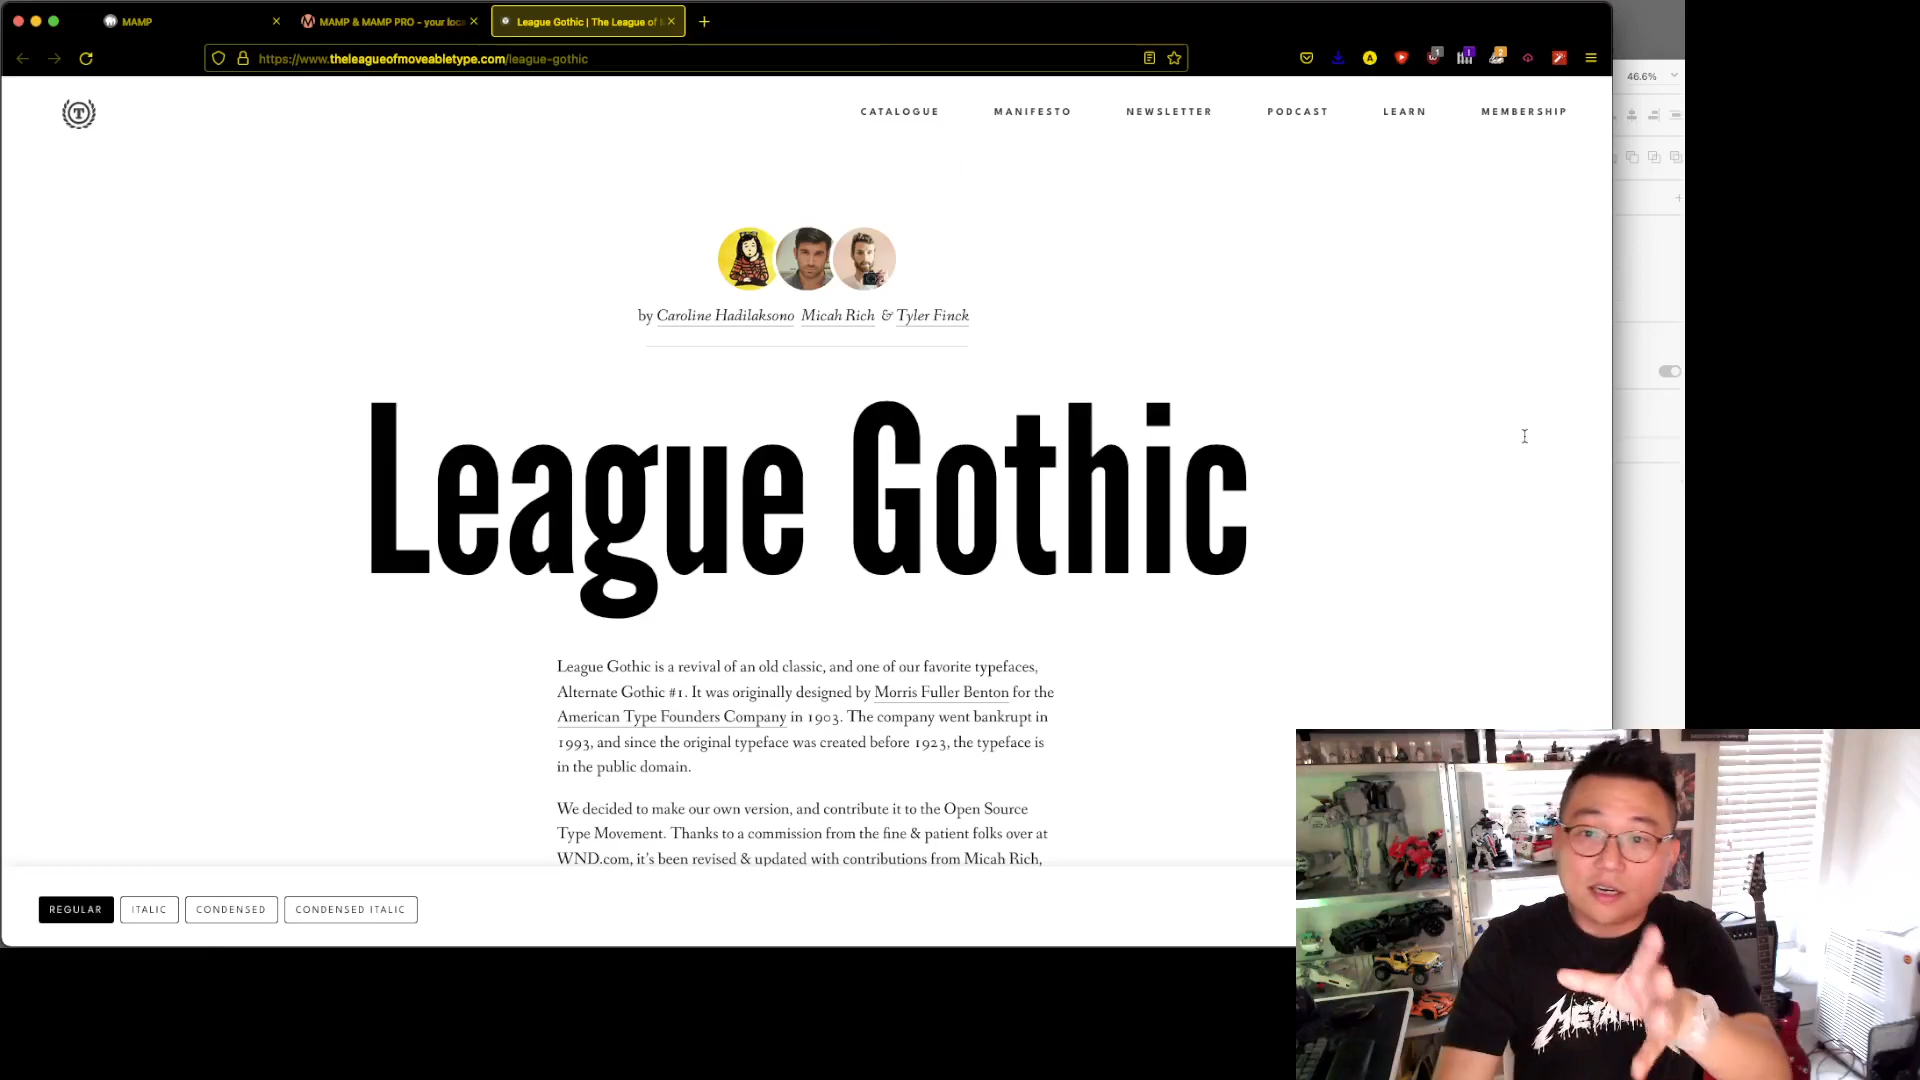 MAMP
MAMP & MAMP PRO - your loca
League Gothic | The League of
https://www.theleagueofmoveabletype.com/league-gothic
46.6%
T
CATALOGUE
MANIFESTO
NEWSLETTER
PODCAST
LEARN
MEMBERSHIP
by Caroline Hadilaksono Micah Rich & Tyler Finck
League Gothic
League Gothic is a revival of an old classic, and one of our favorite typefaces,
Alternate Gothic #1. It was originally designed by Morris Fuller Benton for the
American Type Founders Company in 1903. The company went bankrupt in
1993, and since the original typeface was created before 1923, the typeface is
in the public domain.
We decided to make our own version, and contribute it to the Open Source
Type Movement. Thanks to a commission from the fine & patient folks over at
WND.com, it's been revised & updated with contributions from Micah Rich,
REGULAR
ITALIC
CONDENSED
CONDENSED ITALIC